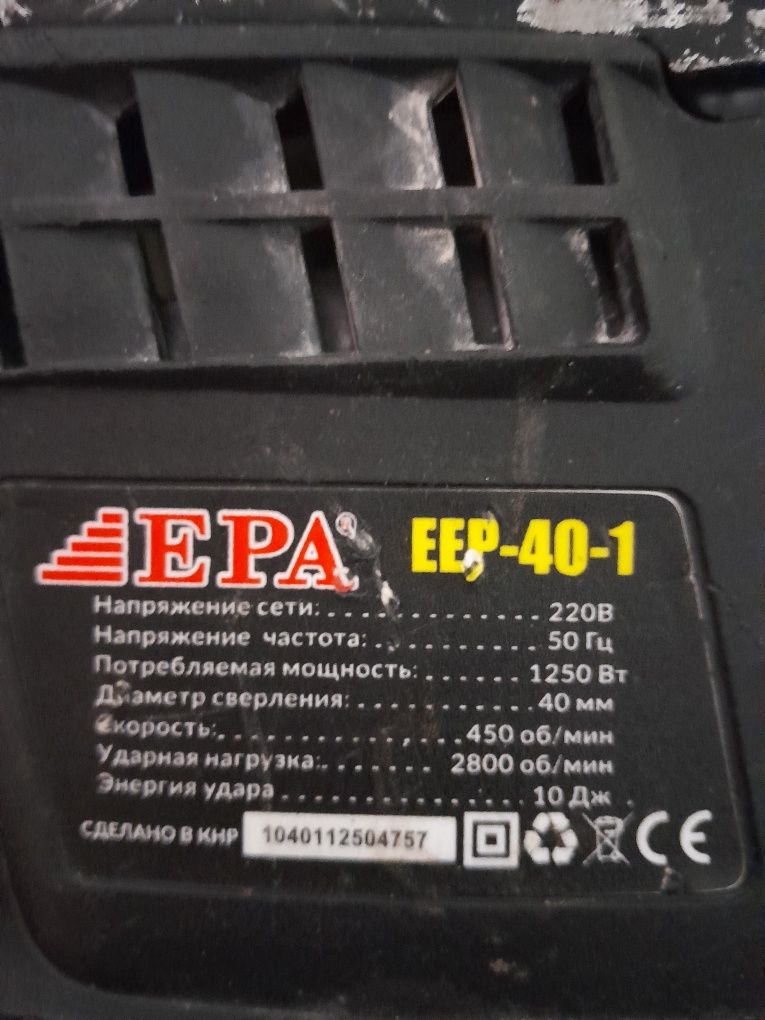 EPA® EEP-40-1
Напряжение сети: 220В
Напряжение частота: 50 Гц
Потребляемая мощность: 1250 Вт
Диаметр сверления: 40 мм
Скорость: 450 об/мин
Ударная нагрузка: 2800 об/мин
Энергия удара 10 Дж
СДЕЛАНО В КНР 1040112504757 CE